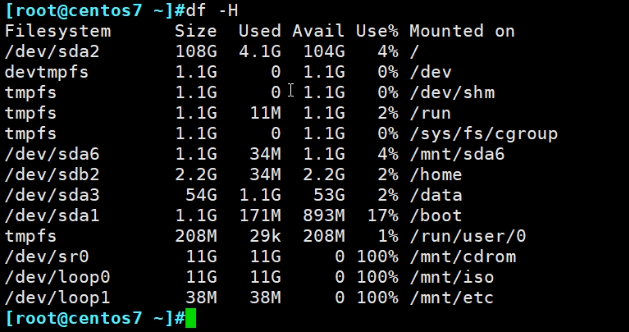 [root@centos7 ~]#df -H
Filesystem      Size  Used Avail Use% Mounted on
/dev/sda2       108G  4.1G  104G   4% /
devtmpfs        1.1G     0  1.1G   0% /dev
tmpfs           1.1G     0  1.1G   0% /dev/shm
tmpfs           1.1G   11M  1.1G   2% /run
tmpfs           1.1G     0  1.1G   0% /sys/fs/cgroup
/dev/sda6       1.1G   34M  1.1G   4% /mnt/sda6
/dev/sdb2       2.2G   34M  2.2G   2% /home
/dev/sda3        54G  1.1G   53G   2% /data
/dev/sda1       1.1G  171M  893M  17% /boot
tmpfs           208M   29k  208M   1% /run/user/0
/dev/sr0         11G   11G     0 100% /mnt/cdrom
/dev/loop0       11G   11G     0 100% /mnt/iso
/dev/loop1       38M   38M     0 100% /mnt/etc
[root@centos7 ~]#